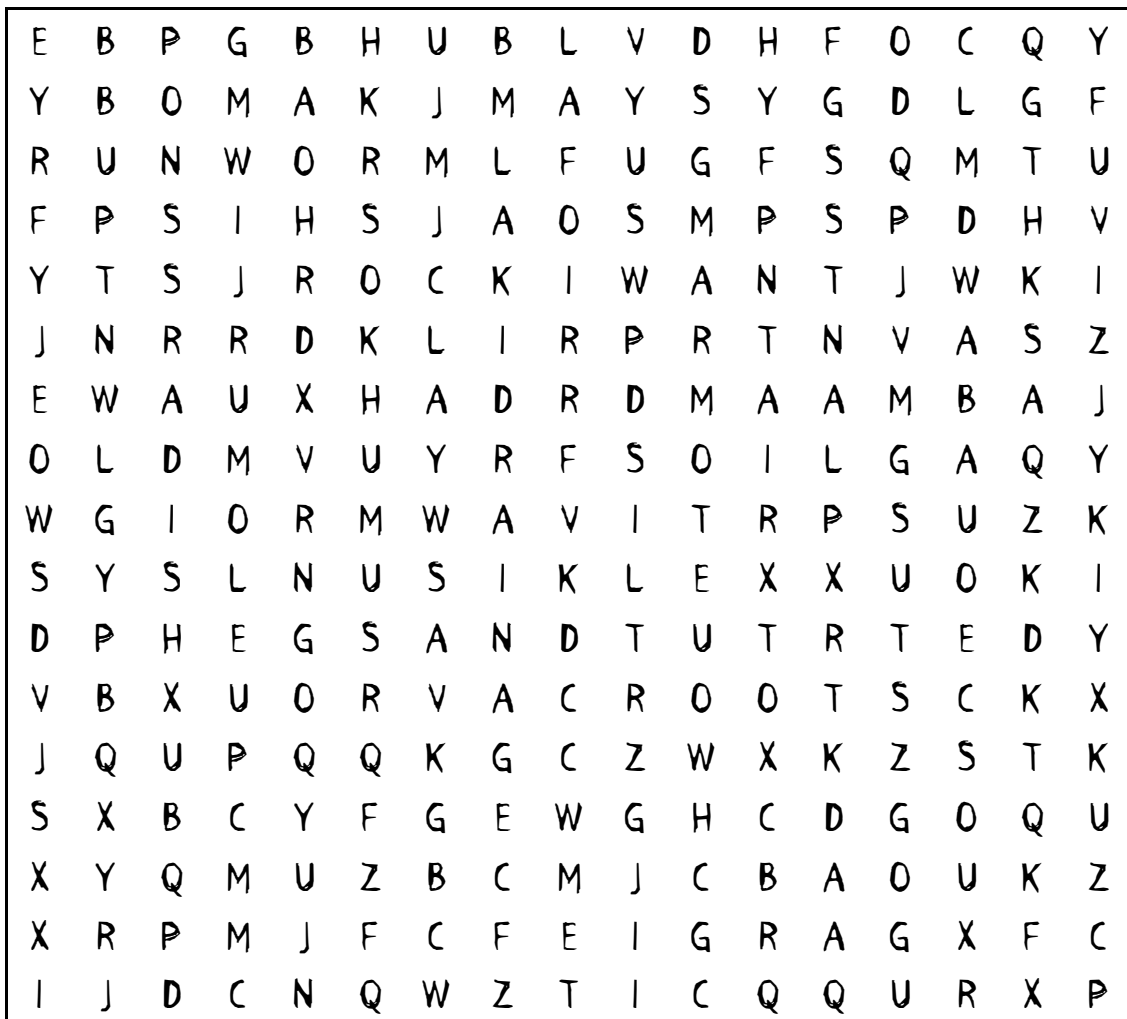 E B P G B H U B L V D H F O C Q Y
Y B O M A K J M A Y S Y G D L G F
R U N W O R M L F U G F S Q M T U
F P S I H S J A O S M P S P D H V
Y T S J R O C K I W A N T J W K I
J N R R D K L I R P R T N V A S Z
E W A U X H A D R D M A A M B A J
O L D M V U Y R F S O I L G A Q Y
W G I O R M W A V I T R P S U Z K
S Y S L N U S I K L E X X U O K I
D P H E G S A N D T U T R T E D Y
V B X U O R V A C R O O T S C K X
J Q U P Q Q K G C Z W X K Z S T K
S X B C Y F G E W G H C D G O Q U
X Y Q M U Z B C M J C B A O U K Z
X R P M J F C F E I G R A G X F C
I J D C N Q W Z T I C Q Q U R X P